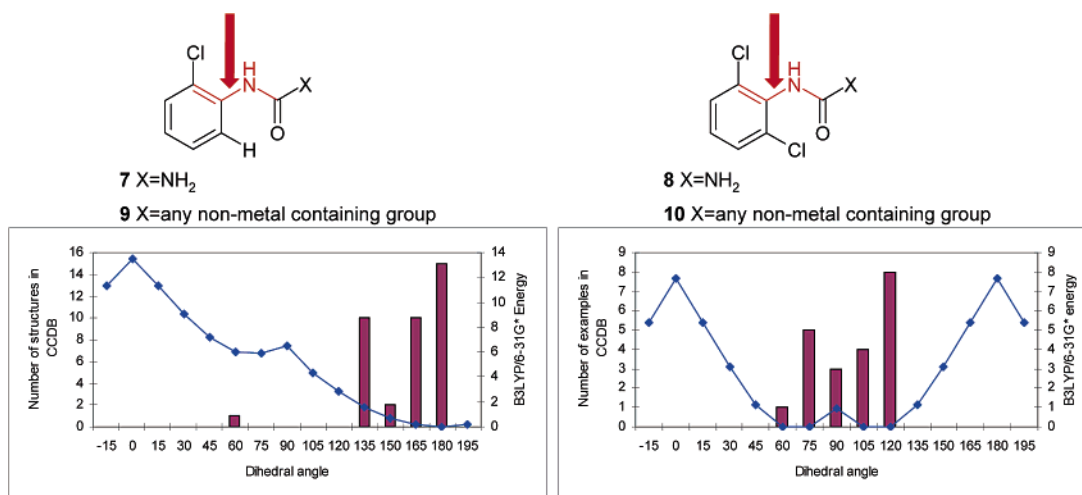 Cl
H
N
X
O
H
7 X=NH2
9 X=any non-metal containing group
Cl
H
N
X
O
Cl
8 X=NH2
10 X=any non-metal containing group
Number of structures in
CCDB
16
14
12
10
8
6
4
2
0
14
12
10
8
6
4
2
0
B3LYP/6-31G* Energy
-15 0 15 30 45 60 75 90 105 120 135 150 165 180 195
Dihedral angle
Number of examples in
CCDB
9
8
7
6
5
4
3
2
1
0
9
8
7
6
5
4
3
2
1
0
B3LYP/6-31G* energy
-15 0 15 30 45 60 75 90 105 120 135 150 165 180 195
Dihedral angle